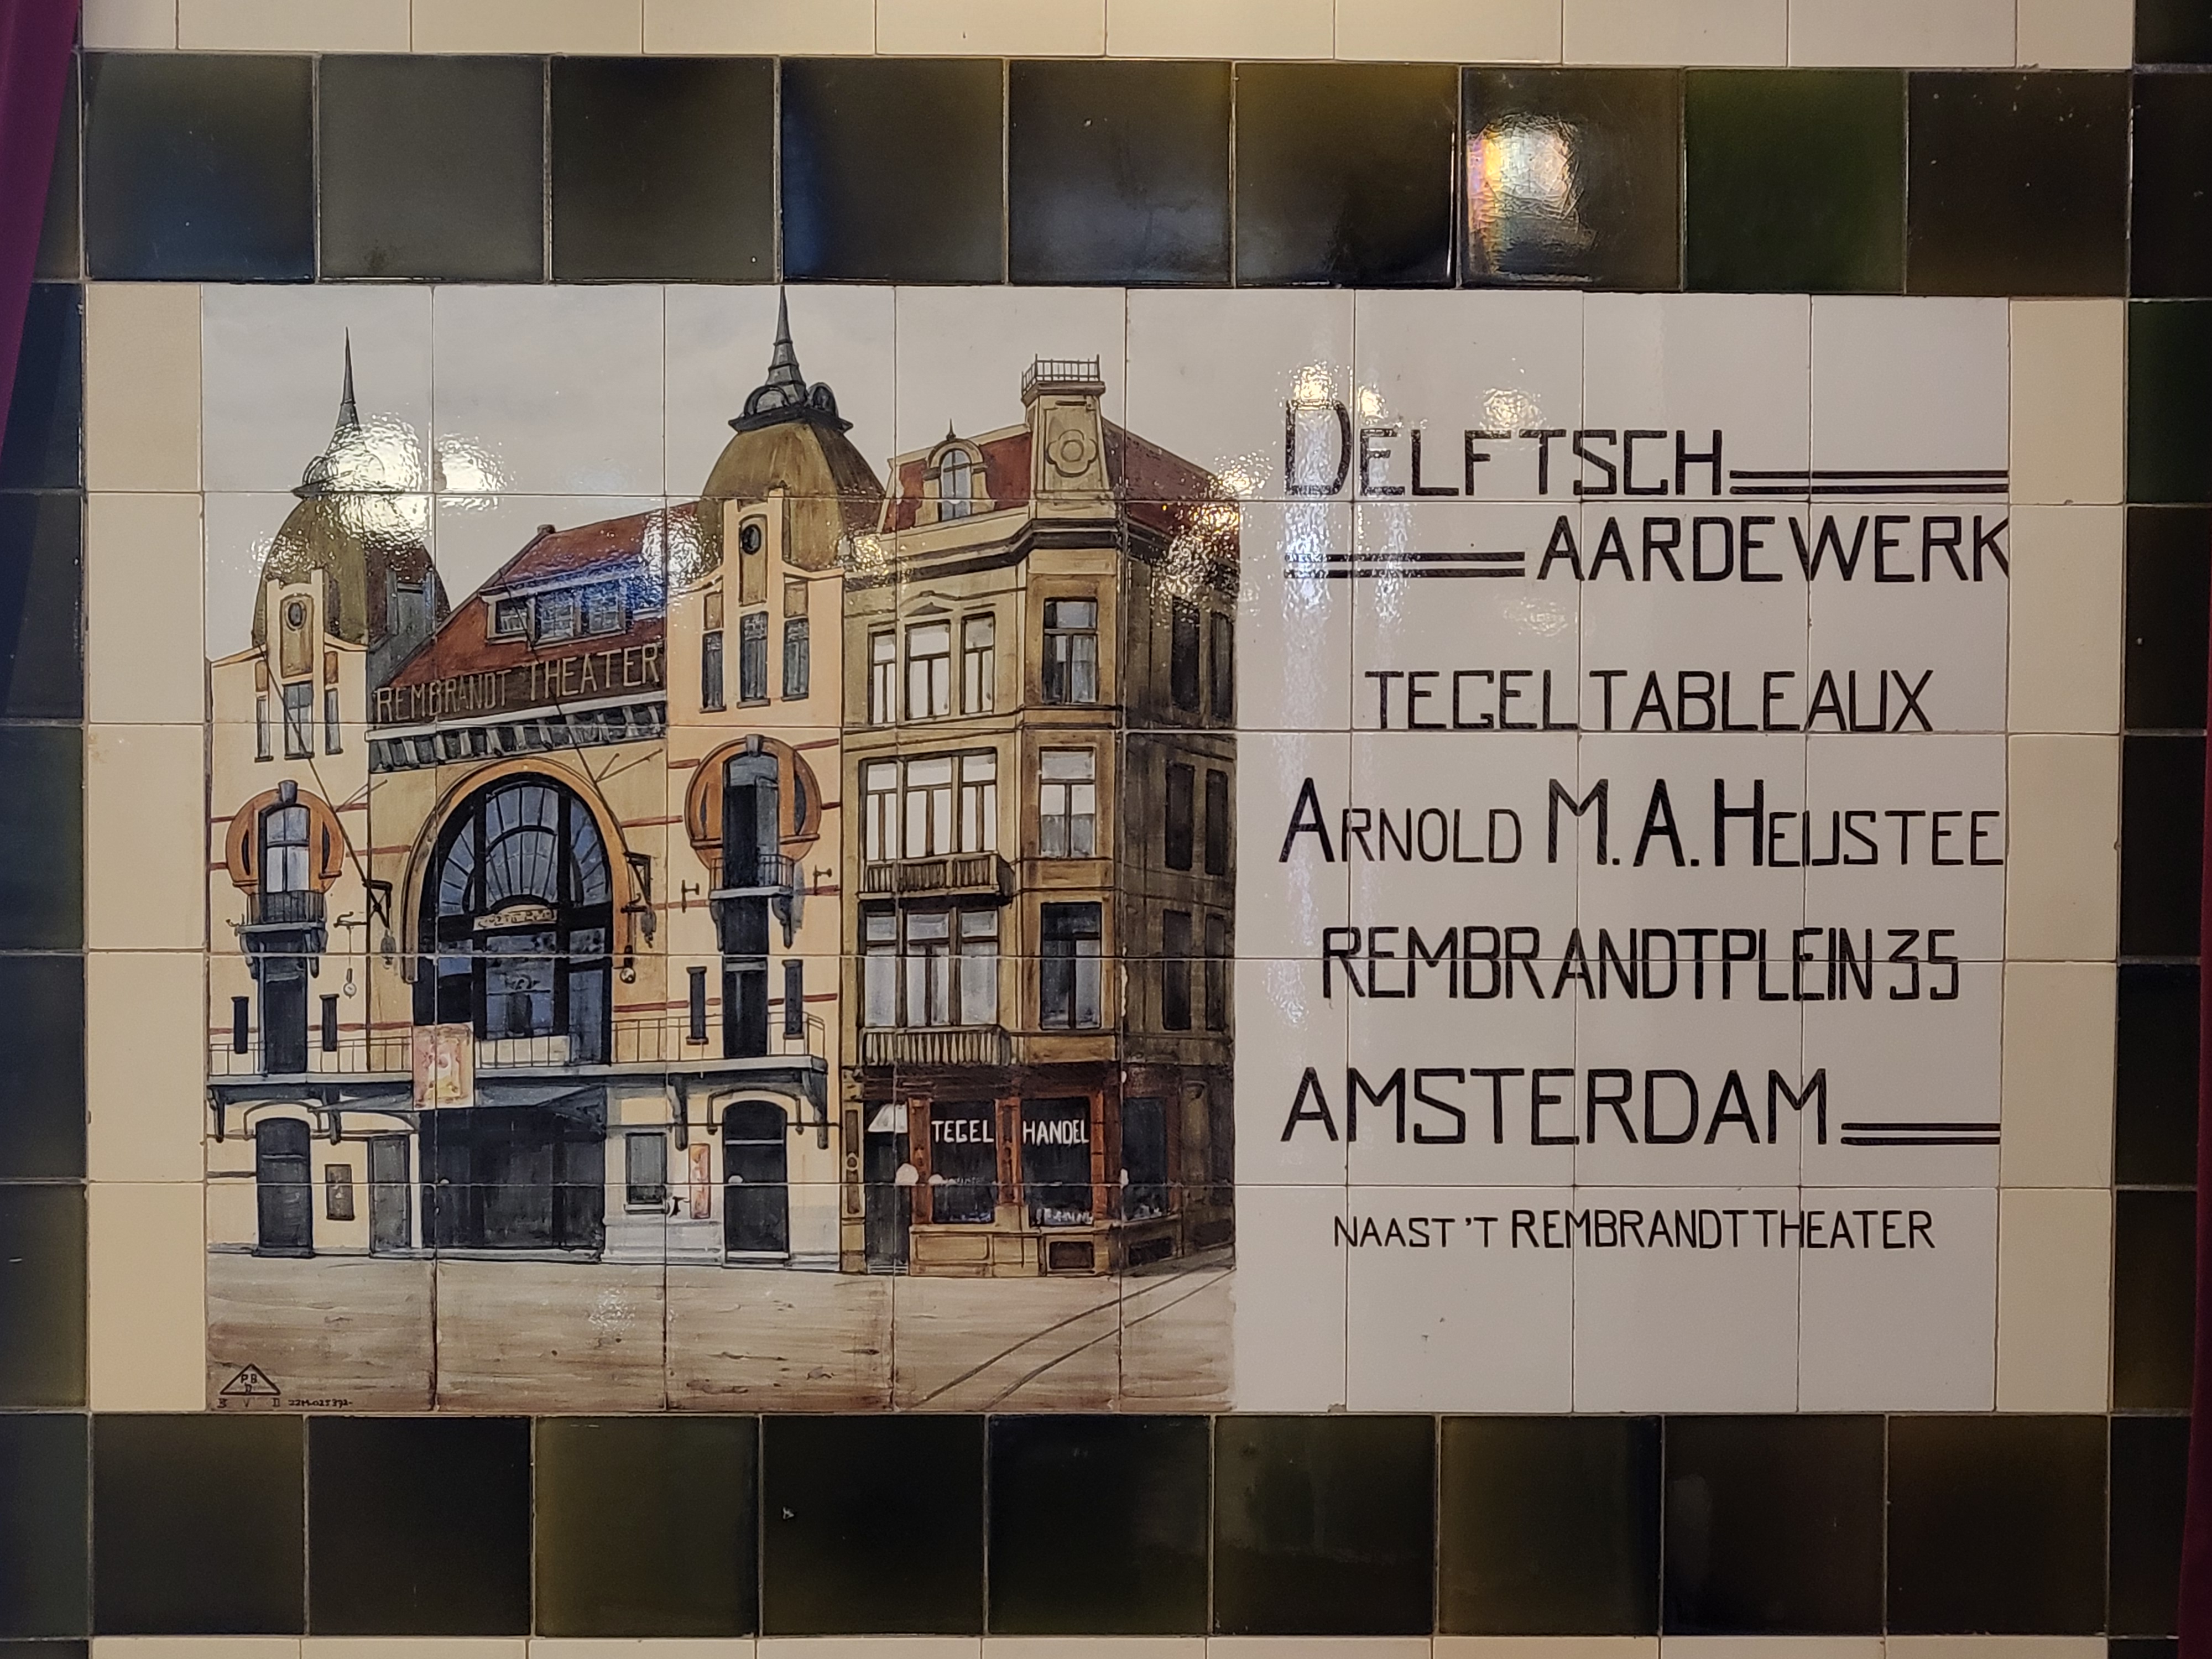 REMBRANDT THEATER
TEGEL HANDEL
DELFTSCH
AARDEWERK
TEGELTABLEAUX
ARNOLD M. A. HEIJSTEE
REMBRANDTPLEIN 35
AMSTERDAM
NAAST 'T REMBRANDTTHEATER
P.B.
D